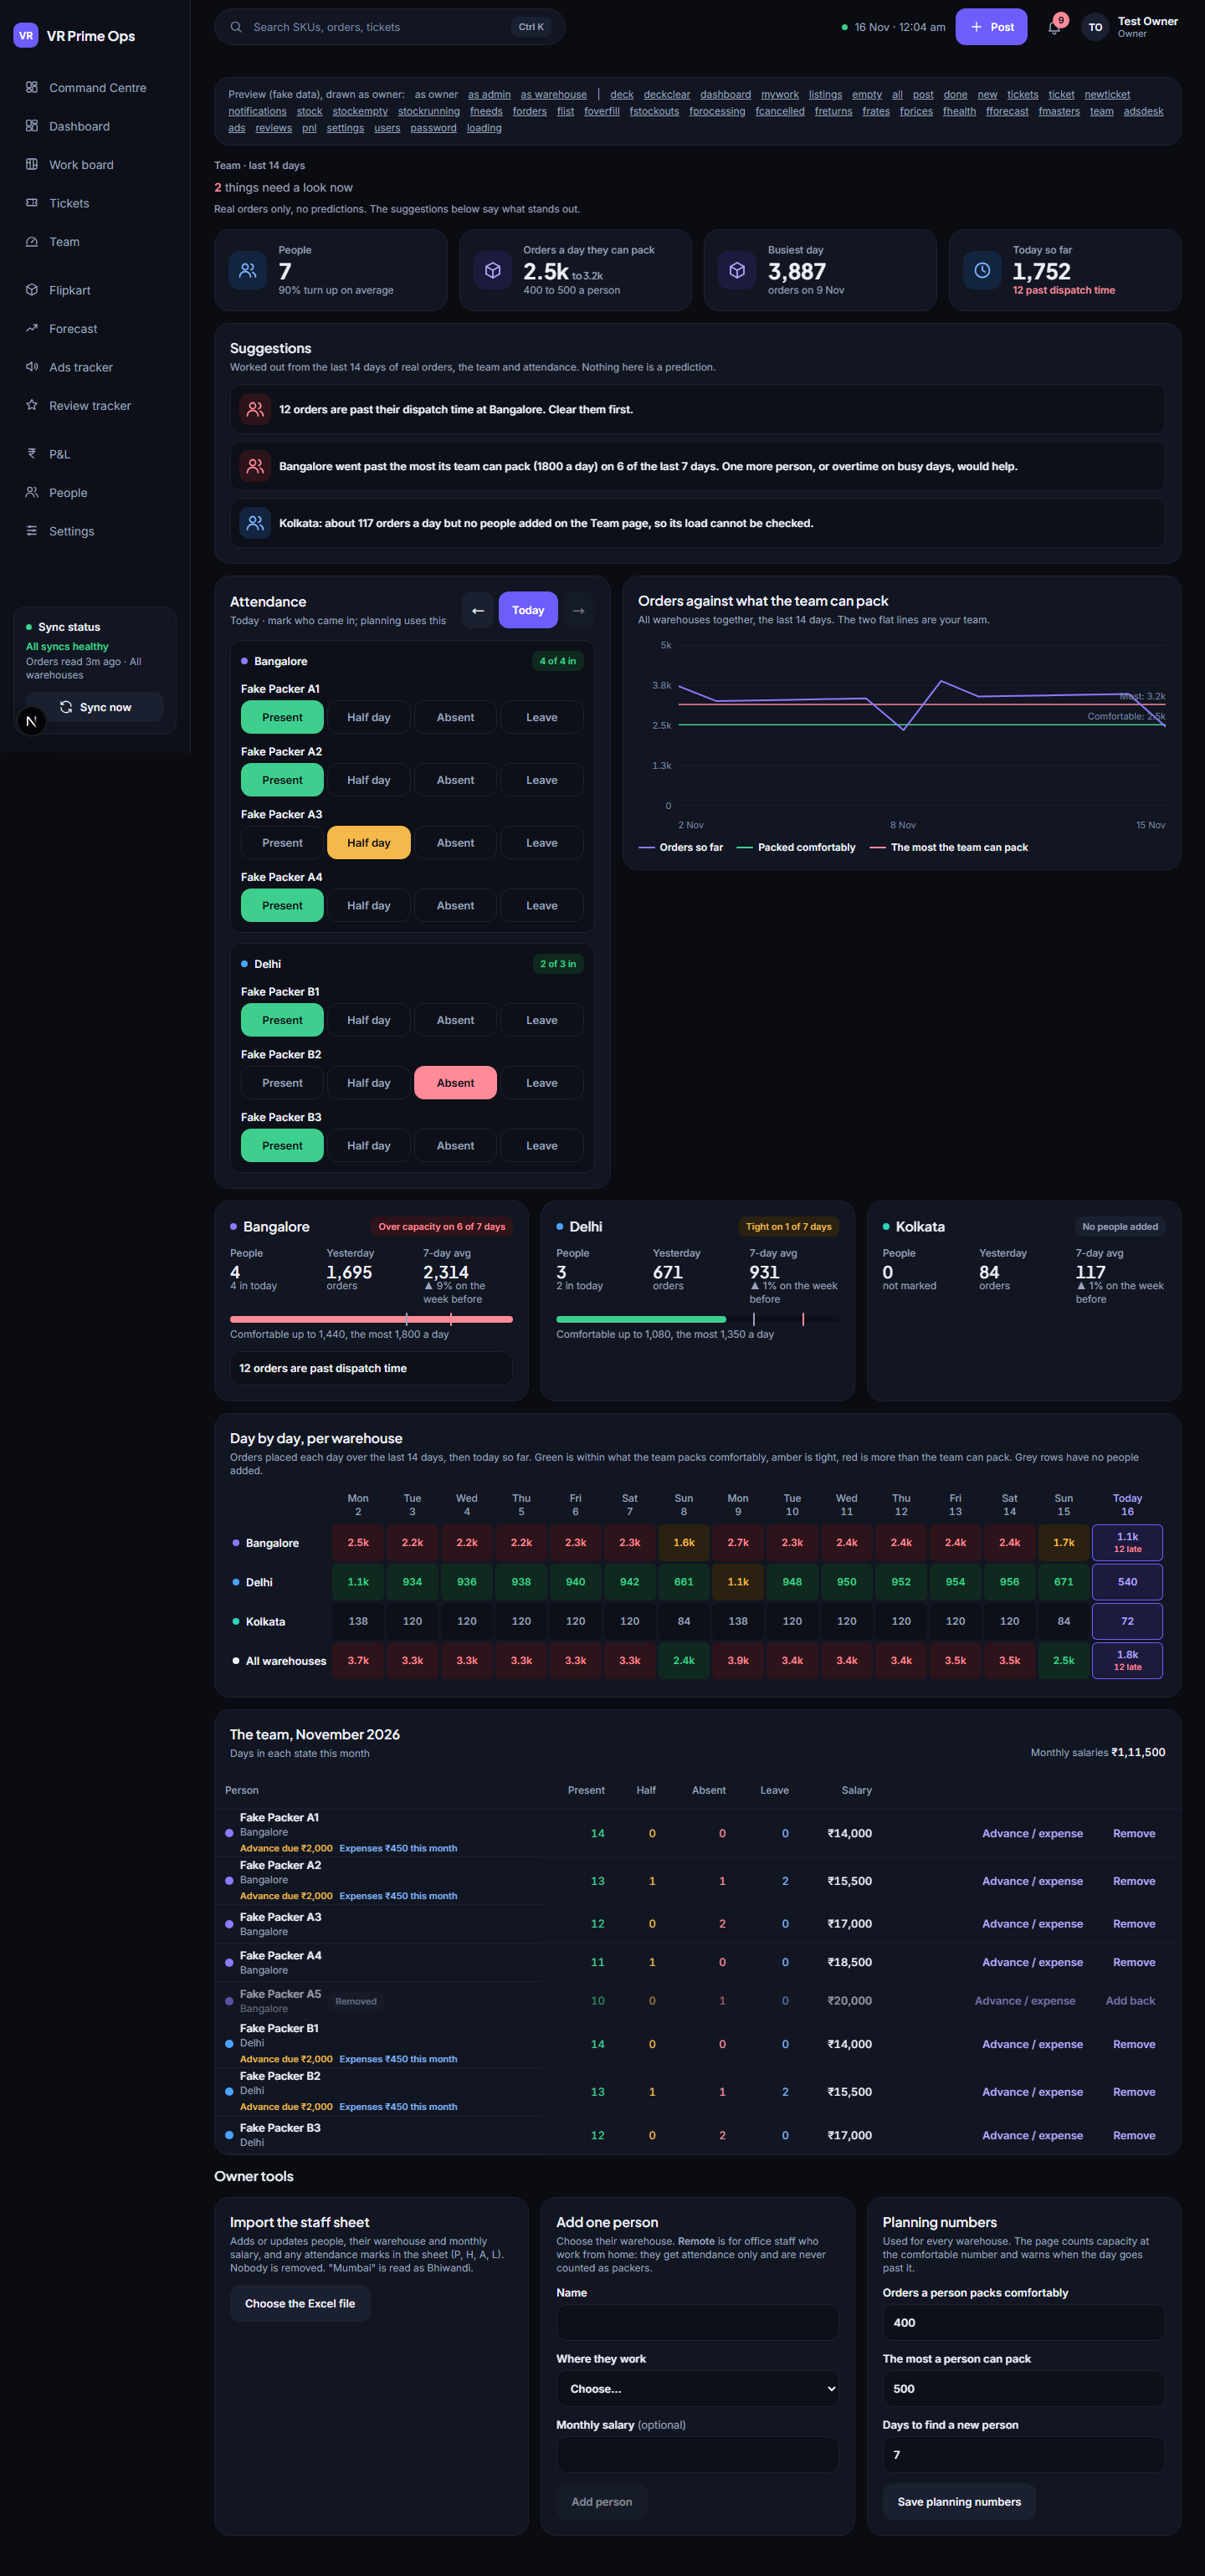 VR
VR Prime Ops
Search SKUs, orders, tickets
Ctrl K
16 Nov · 12:04 am
+ Post
9
TO
Test Owner
Owner
Command Centre
Dashboard
Work board
Tickets
Team
Flipkart
Forecast
Ads tracker
Review tracker
₹ P&L
People
Settings
Sync status
All syncs healthy
Orders read 3m ago · All
warehouses
Sync now
N
Preview (fake data), drawn as owner: as owner as admin as warehouse | deck deckclear dashboard mywork listings empty all post done new tickets ticket newticket
notifications stock stockempty stockrunning fneeds forders flist foverfill fstockouts fprocessing fcancelled freturns frates fprices fhealth fforecast fmasters team adsdesk
ads reviews pnl settings users password loading
Team · last 14 days
2 things need a look now
Real orders only, no predictions. The suggestions below say what stands out.
People
7
90% turn up on average
Orders a day they can pack
2.5k to 3.2k
400 to 500 a person
Busiest day
3,887
orders on 9 Nov
Today so far
1,752
12 past dispatch time
Suggestions
Worked out from the last 14 days of real orders, the team and attendance. Nothing here is a prediction.
12 orders are past their dispatch time at Bangalore. Clear them first.
Bangalore went past the most its team can pack (1800 a day) on 6 of the last 7 days. One more person, or overtime on busy days, would help.
Kolkata: about 117 orders a day but no people added on the Team page, so its load cannot be checked.
Attendance
Today · mark who came in; planning uses this
← Today →
Bangalore 4 of 4 in
Fake Packer A1
Present Half day Absent Leave
Fake Packer A2
Present Half day Absent Leave
Fake Packer A3
Present Half day Absent Leave
Fake Packer A4
Present Half day Absent Leave
Delhi 2 of 3 in
Fake Packer B1
Present Half day Absent Leave
Fake Packer B2
Present Half day Absent Leave
Fake Packer B3
Present Half day Absent Leave
Orders against what the team can pack
All warehouses together, the last 14 days. The two flat lines are your team.
5k
3.8k
Most: 3.2k
Comfortable: 2.5k
2.5k
1.3k
0
2 Nov 8 Nov 15 Nov
Orders so far Packed comfortably The most the team can pack
Bangalore Over capacity on 6 of 7 days
People Yesterday 7-day avg
4 1,695 2,314
4 in today orders ▲ 9% on the
week before
Comfortable up to 1,440, the most 1,800 a day
12 orders are past dispatch time
Delhi Tight on 1 of 7 days
People Yesterday 7-day avg
3 671 931
2 in today orders ▲ 1% on the week
before
Comfortable up to 1,080, the most 1,350 a day
Kolkata No people added
People Yesterday 7-day avg
0 84 117
not marked orders ▲ 1% on the week
before
Day by day, per warehouse
Orders placed each day over the last 14 days, then today so far. Green is within what the team packs comfortably, amber is tight, red is more than the team can pack. Grey rows have no people
added.
Mon Tue Wed Thu Fri Sat Sun Mon Tue Wed Thu Fri Sat Sun Today
2 3 4 5 6 7 8 9 10 11 12 13 14 15 16
Bangalore 2.5k 2.2k 2.2k 2.2k 2.3k 2.3k 1.6k 2.7k 2.3k 2.4k 2.4k 2.4k 2.4k 1.7k 1.1k
12 late
Delhi 1.1k 934 936 938 940 942 661 1.1k 948 950 952 954 956 671 540
Kolkata 138 120 120 120 120 120 84 138 120 120 120 120 120 84 72
All warehouses 3.7k 3.3k 3.3k 3.3k 3.3k 3.3k 2.4k 3.9k 3.4k 3.4k 3.4k 3.5k 3.5k 2.5k 1.8k
12 late
The team, November 2026
Days in each state this month
Monthly salaries ₹1,11,500
Person Present Half Absent Leave Salary
Fake Packer A1
Bangalore
Advance due ₹2,000 Expenses ₹450 this month
14 0 0 0 ₹14,000 Advance / expense Remove
Fake Packer A2
Bangalore
Advance due ₹2,000 Expenses ₹450 this month
13 1 1 2 ₹15,500 Advance / expense Remove
Fake Packer A3
Bangalore
12 0 2 0 ₹17,000 Advance / expense Remove
Fake Packer A4
Bangalore
11 1 0 0 ₹18,500 Advance / expense Remove
Fake Packer A5 Removed
Bangalore
10 0 1 0 ₹20,000 Advance / expense Add back
Fake Packer B1
Delhi
Advance due ₹2,000 Expenses ₹450 this month
14 0 0 0 ₹14,000 Advance / expense Remove
Fake Packer B2
Delhi
Advance due ₹2,000 Expenses ₹450 this month
13 1 1 2 ₹15,500 Advance / expense Remove
Fake Packer B3
Delhi
12 0 2 0 ₹17,000 Advance / expense Remove
Owner tools
Import the staff sheet
Adds or updates people, their warehouse and monthly
salary, and any attendance marks in the sheet (P, H, A, L).
Nobody is removed. "Mumbai" is read as Bhiwandi.
Choose the Excel file
Add one person
Choose their warehouse. Remote is for office staff who
work from home: they get attendance only and are never
counted as packers.
Name
Where they work
Choose...
Monthly salary (optional)
Add person
Planning numbers
Used for every warehouse. The page counts capacity at
the comfortable number and warns when the day goes
past it.
Orders a person packs comfortably
400
The most a person can pack
500
Days to find a new person
7
Save planning numbers